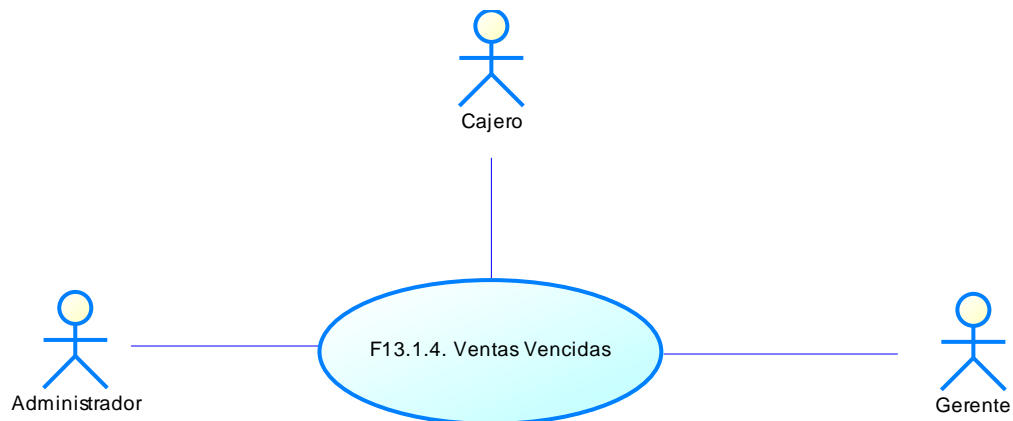 Cajero
F13.1.4. Ventas Vencidas
Administrador
Gerente